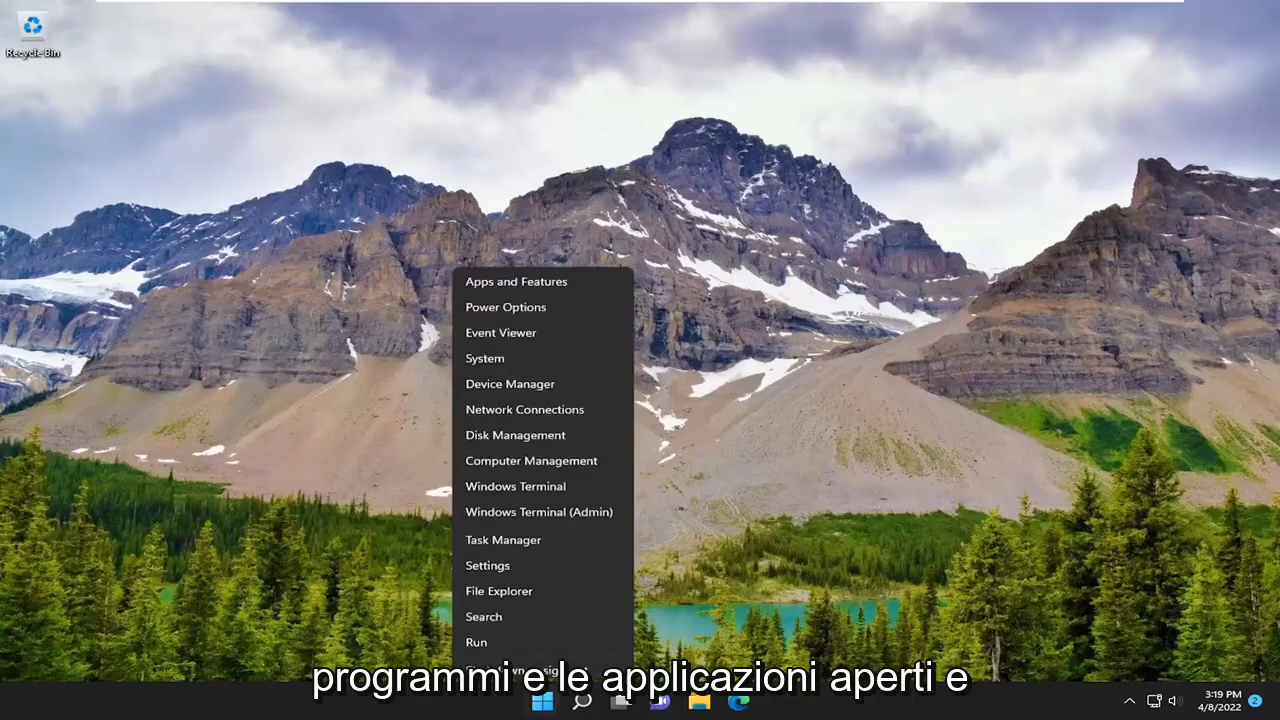 Recycle Bin
Apps and Features
Power Options
Event Viewer
System
Device Manager
Network Connections
Disk Management
Computer Management
Windows Terminal
Windows Terminal (Admin)
Task Manager
Settings
File Explorer
Search
Run
programmi e le applicazioni aperti e
3:19 PM
4/8/2022
2